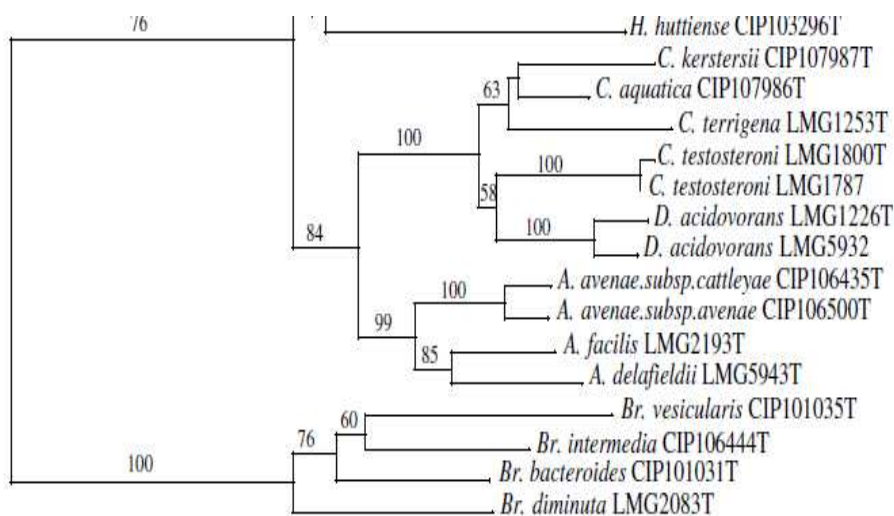 76
H. huttiense CIP103296T
C. kerstersii CIP107987T
63
C. aquatica CIP107986T
C. terrigena LMG1253T
100
C. testosteroni LMG1800T
100
C. testosteroni LMG1787
58
D. acidovorans LMG1226T
84
100
D. acidovorans LMG5932
A. avenae.subsp.cattleyae CIP106435T
100
A. avenae.subsp.avenae CIP106500T
99
A. facilis LMG2193T
85
A. delafieldii LMG5943T
Br. vesicularis CIP101035T
60
76
Br. intermedia CIP106444T
100
Br. bacteroides CIP101031T
Br. diminuta LMG2083T